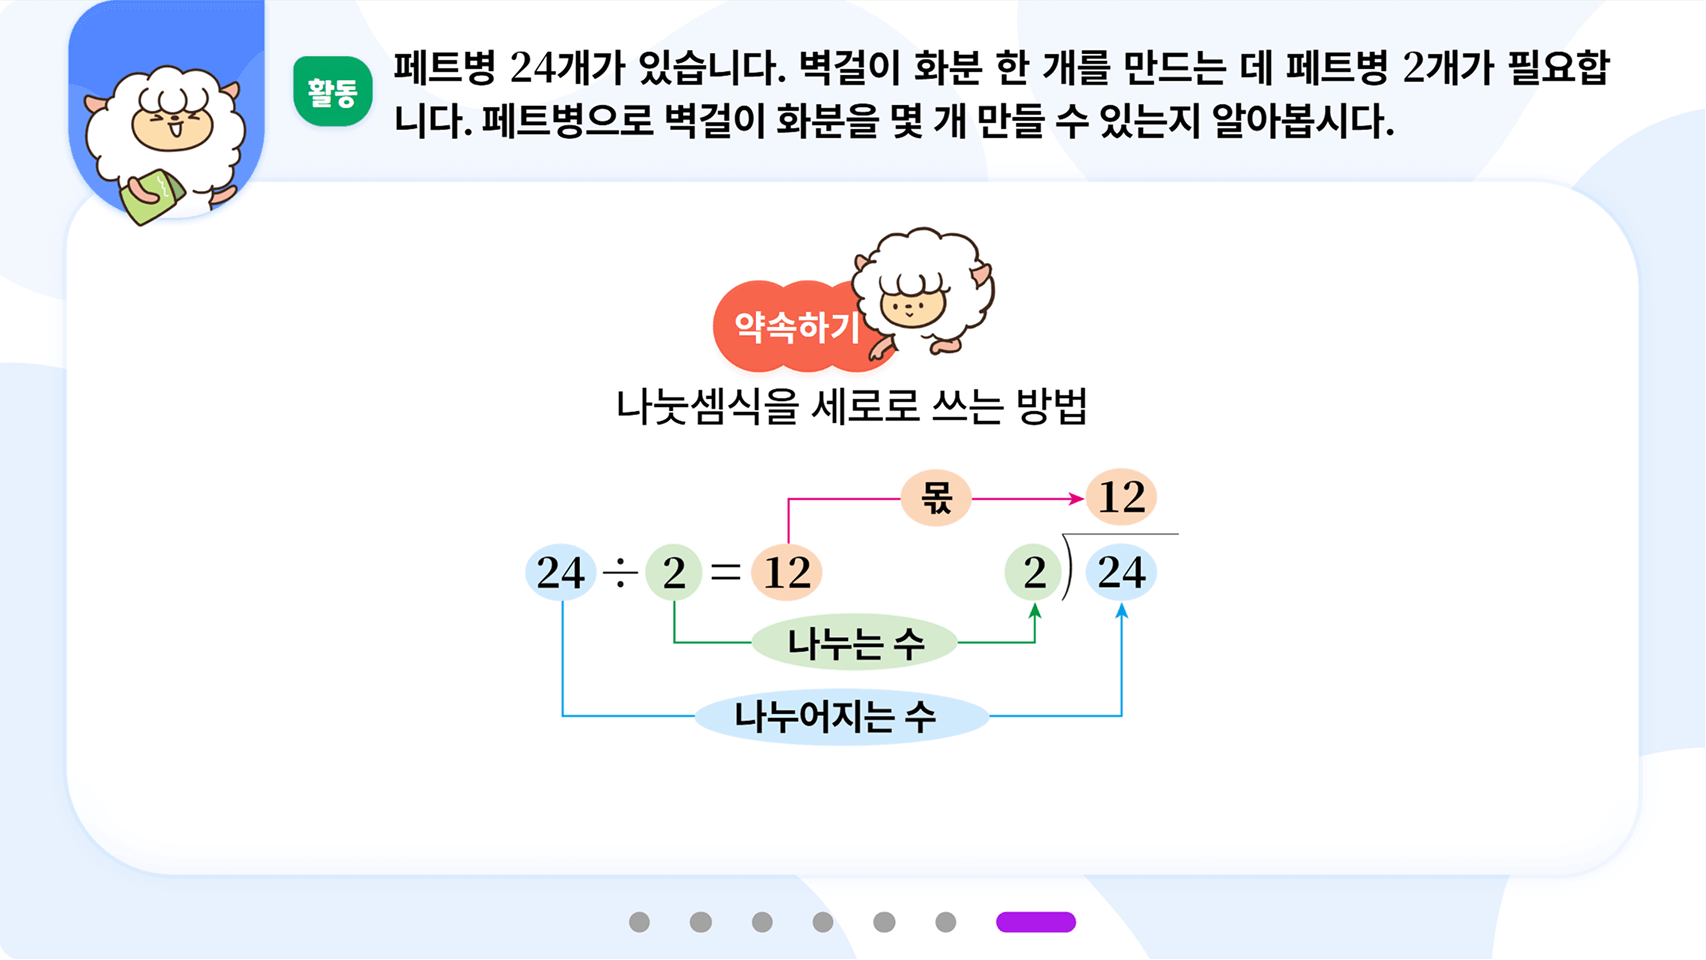 활동
페트병 24개가 있습니다. 벽걸이 화분 한 개를 만드는 데 페트병 2개가 필요합
니다. 페트병으로 벽걸이 화분을 몇 개 만들 수 있는지 알아봅시다.
약속하기
나눗셈식을 세로로 쓰는 방법
몫
12
24 ÷ 2 = 12
2 ) 24
나누는 수
나누어지는 수